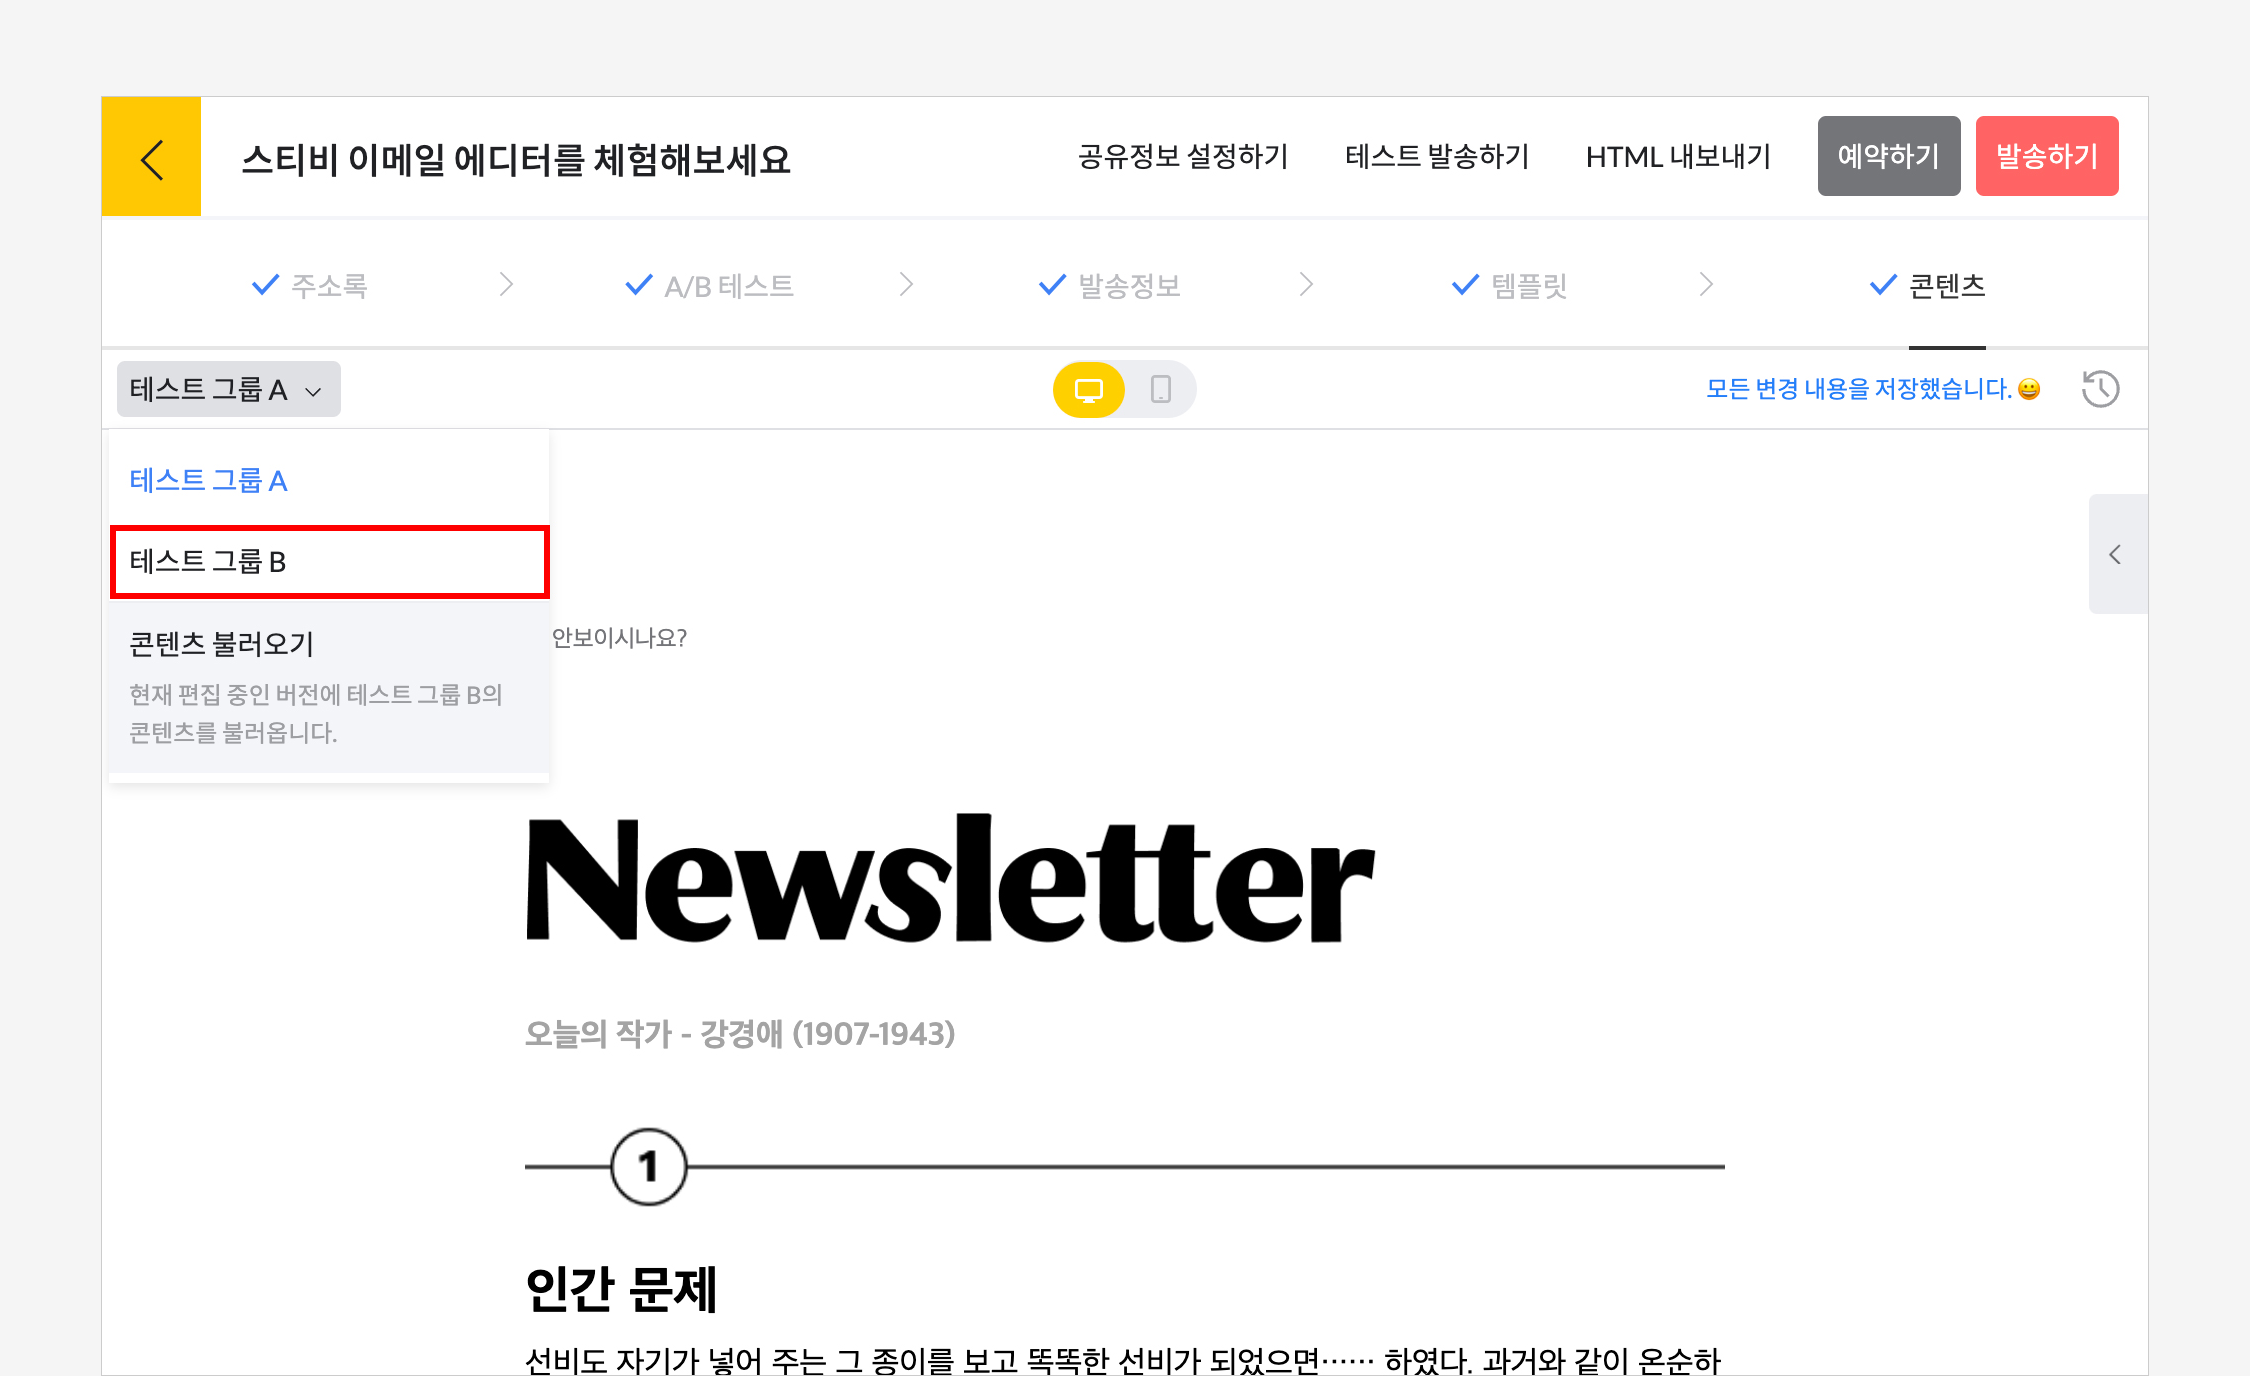 스티비 이메일 에디터를 체험해보세요
공유정보 설정하기
테스트 발송하기
HTML 내보내기
예약하기
발송하기
주소록
A/B 테스트
발송정보
템플릿
콘텐츠
테스트 그룹 A
모든 변경 내용을 저장했습니다. 😀
테스트 그룹 A
테스트 그룹 B
콘텐츠 불러오기
현재 편집 중인 버전에 테스트 그룹 B의
콘텐츠를 불러옵니다.
안보이시나요?
Newsletter
오늘의 작가 - 강경애 (1907-1943)
1
인간 문제
선비도 자기가 넣어 주는 그 종이를 보고 똑똑한 선비가 되었으면…… 하였다. 과거와 같이 온순하